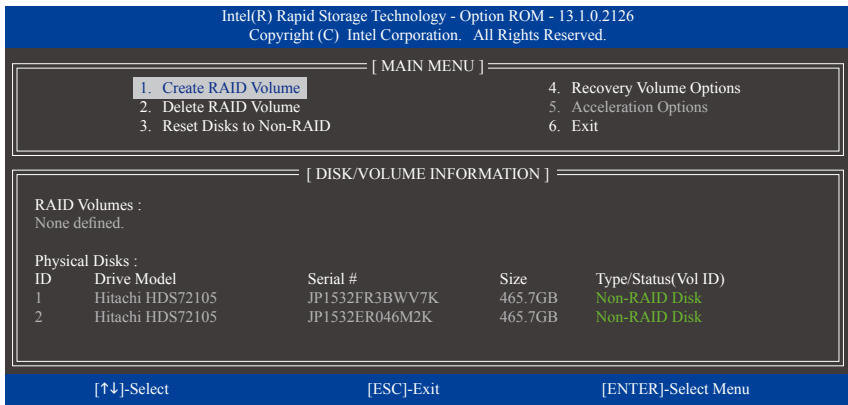 Intel(R) Rapid Storage Technology - Option ROM - 13.1.0.2126
Copyright (C) Intel Corporation. All Rights Reserved.
[ MAIN MENU ]
1. Create RAID Volume
2. Delete RAID Volume
3. Reset Disks to Non-RAID
4. Recovery Volume Options
5. Acceleration Options
6. Exit
[ DISK/VOLUME INFORMATION ]
RAID Volumes :
None defined.
Physical Disks :
ID Drive Model Serial # Size Type/Status(Vol ID)
1 Hitachi HDS72105 JP1532FR3BWV7K 465.7GB Non-RAID Disk
2 Hitachi HDS72105 JP1532ER046M2K 465.7GB Non-RAID Disk
[↑↓]-Select [ESC]-Exit [ENTER]-Select Menu